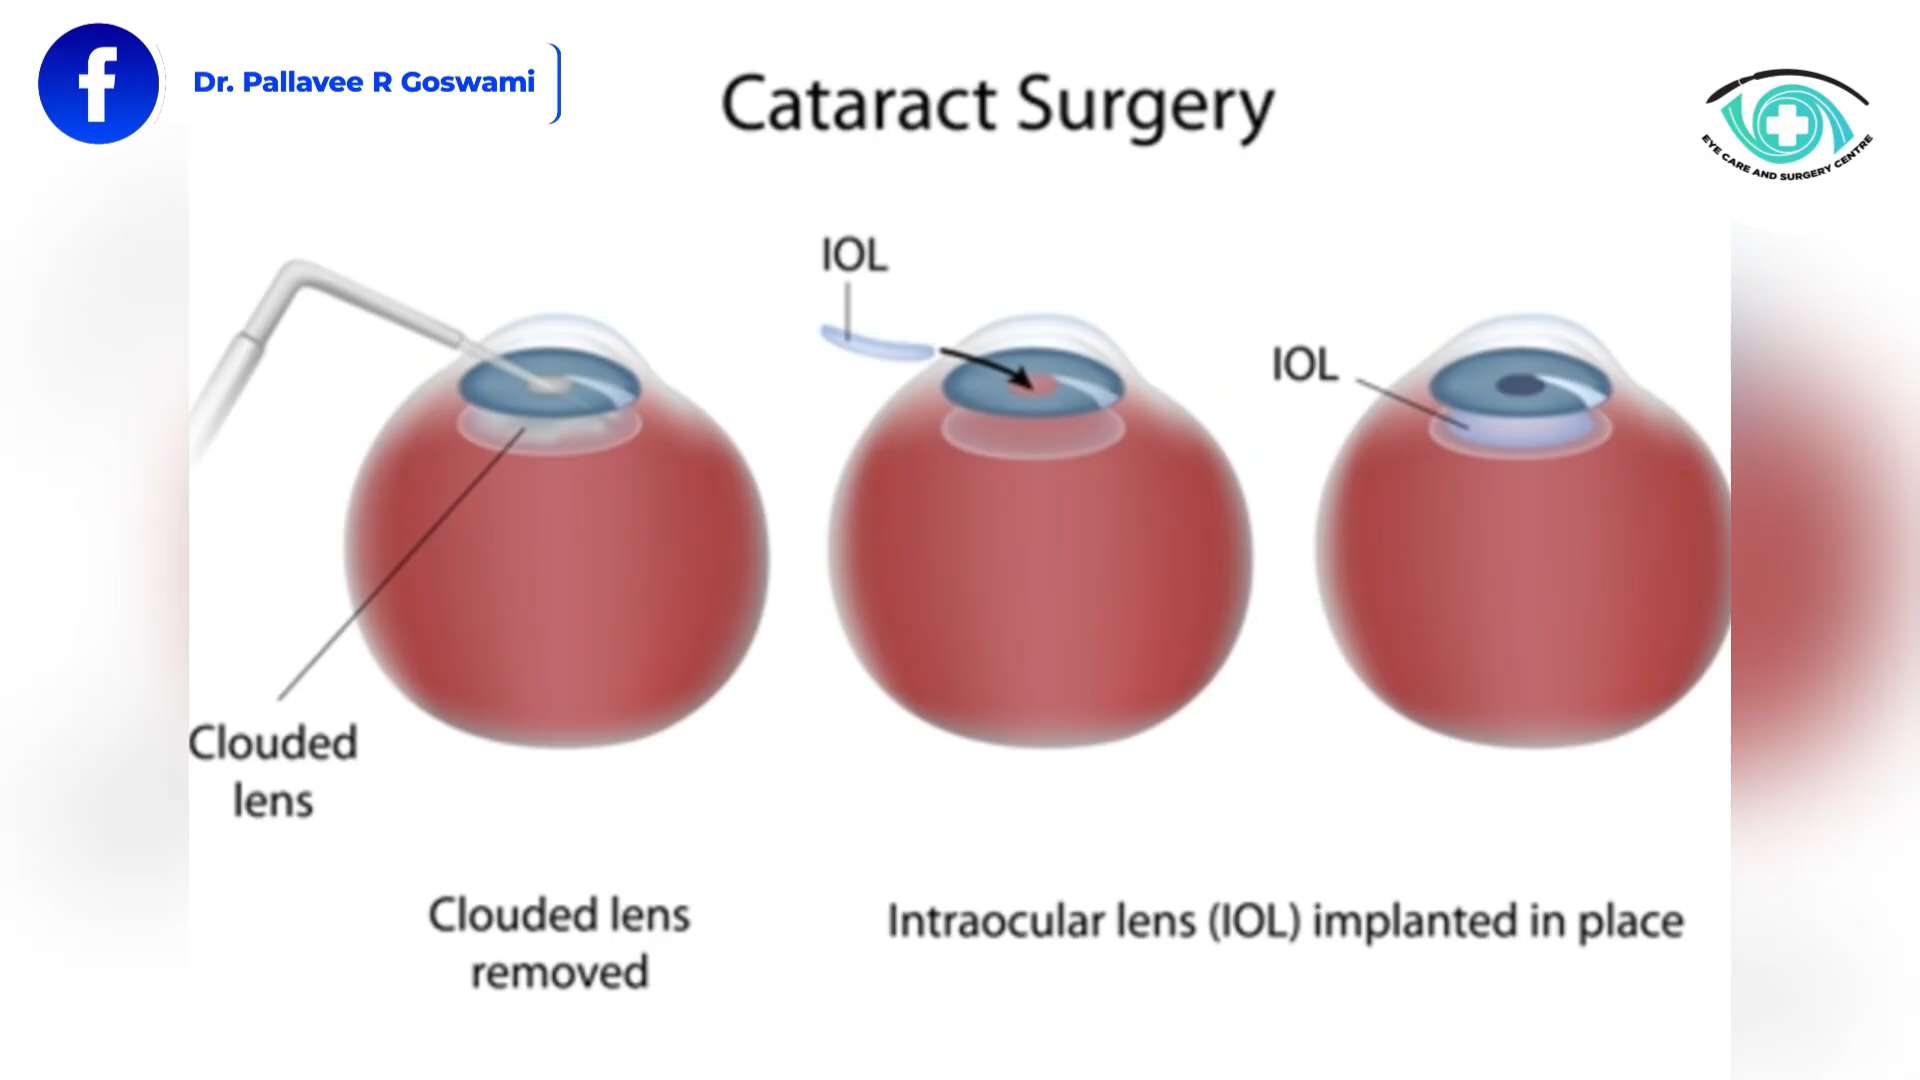 Dr. Pallavee R Goswami
Cataract Surgery
EYE CARE AND SURGERY CENTRE
IOL
IOL
Clouded
lens
Clouded lens
removed
Intraocular lens (IOL) implanted in place